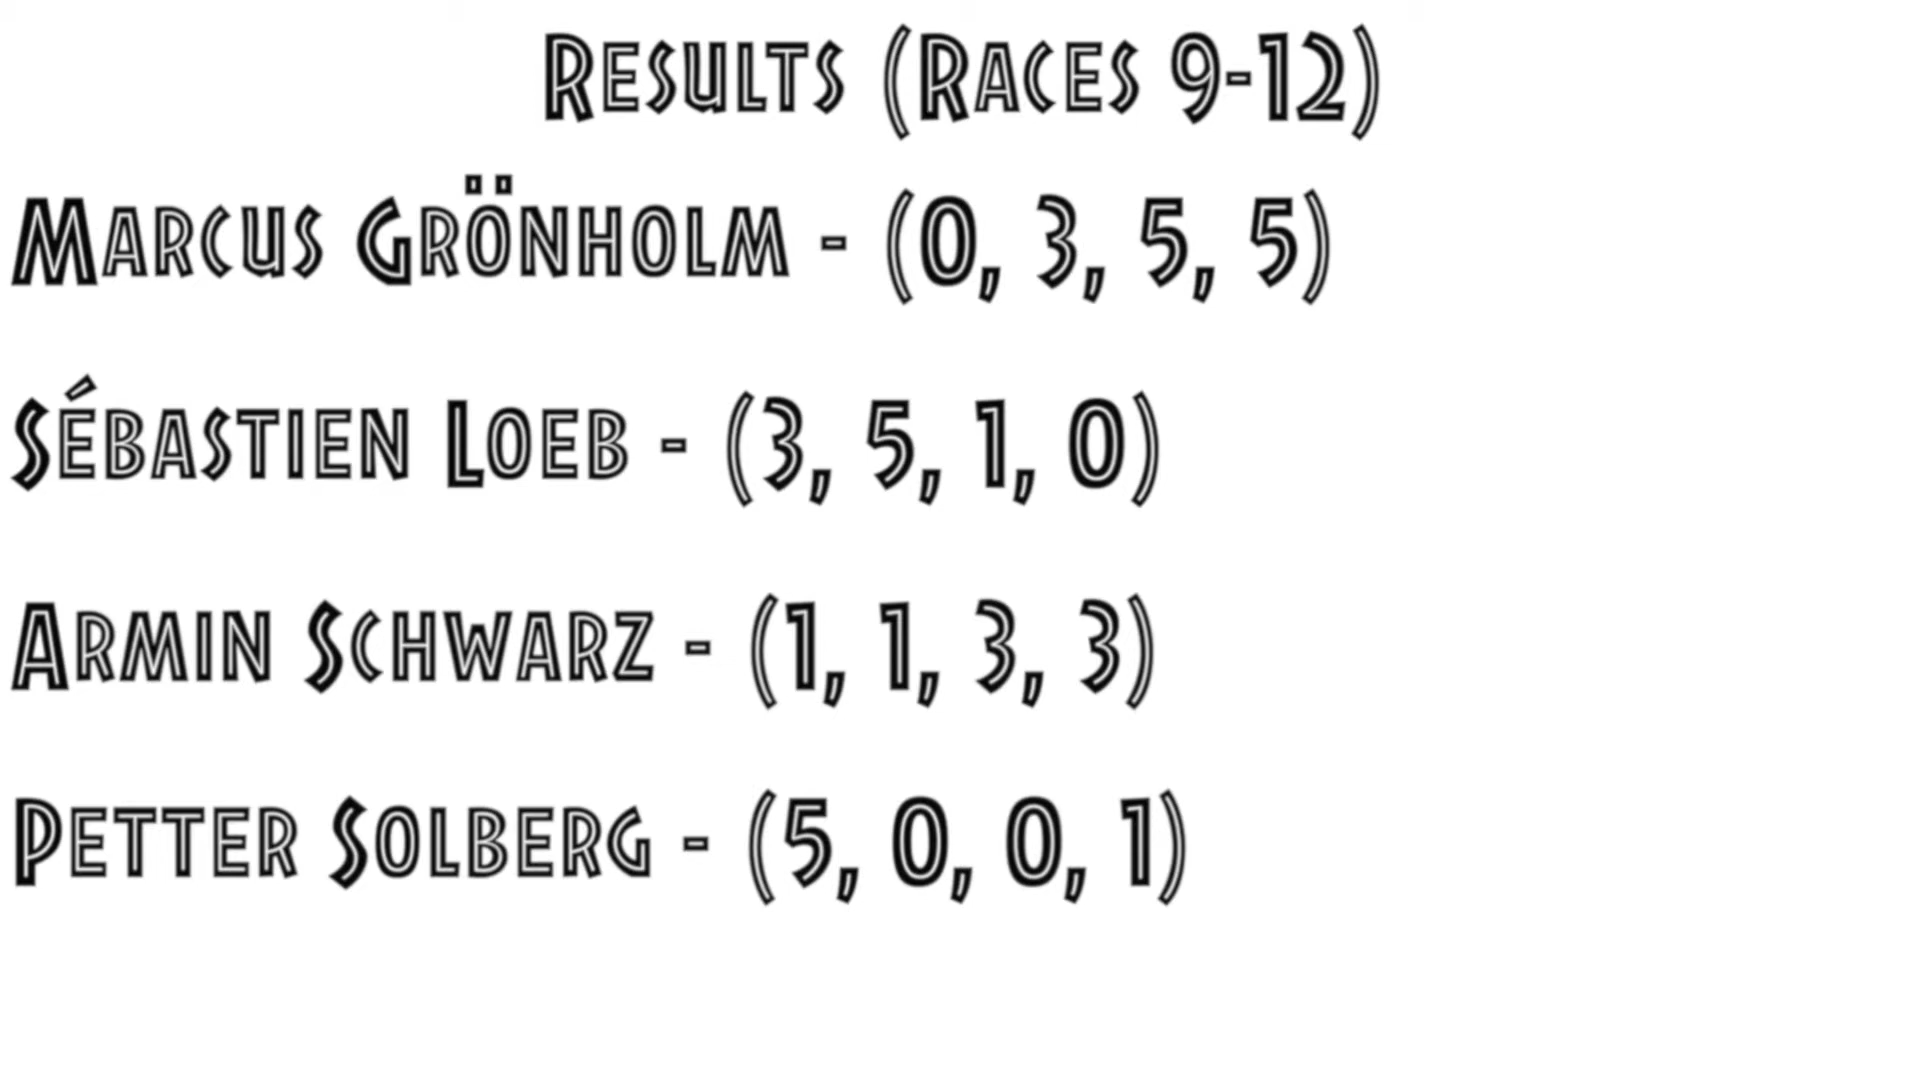 Results (Races 9-12)
Marcus Grönholm - (0, 3, 5, 5)
Sébastien Loeb - (3, 5, 1, 0)
Armin Schwarz - (1, 1, 3, 3)
Petter Solberg - (5, 0, 0, 1)